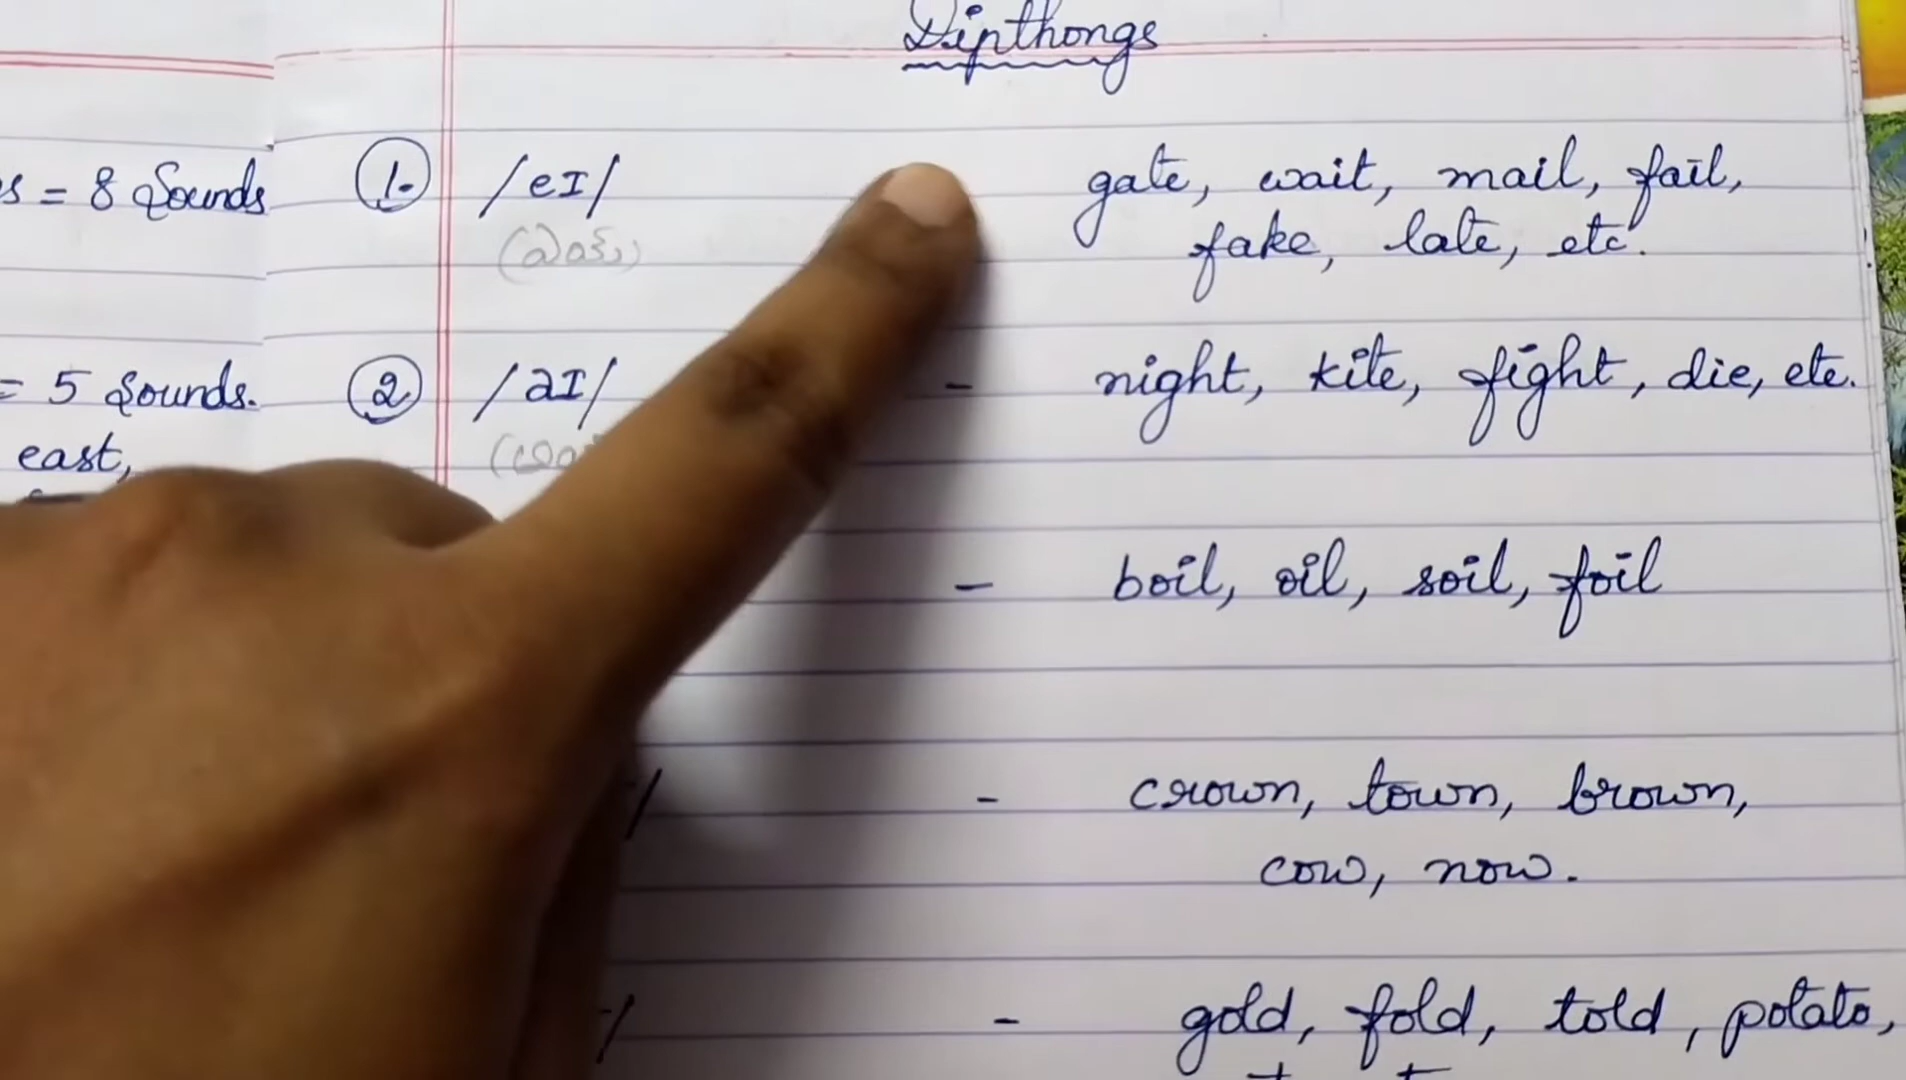 Dipthongs
s = 8 Sounds
1. /eI/ gate, wait, mail, fail,
fake, late, etc.
= 5 Sounds.
2 /aI/ - night, kite, fight, die, etc.
east,
- boil, oil, soil, foil
/ - crown, town, brown,
cow, now.
/ - gold, fold, told, potato,